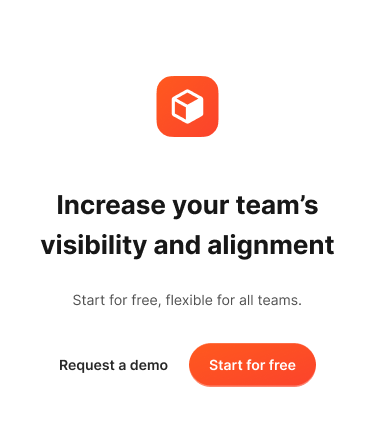 Increase your team’s
visibility and alignment
Start for free, flexible for all teams.
Request a demo
Start for free